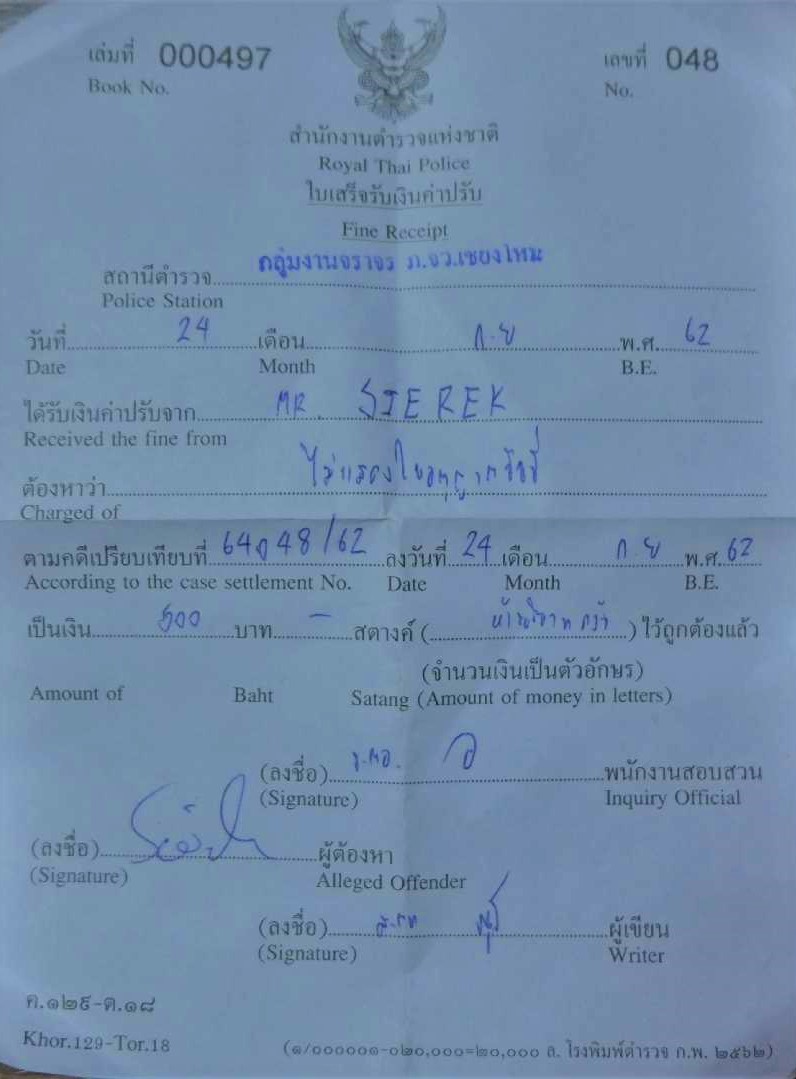 เล่มที่ 000497 เลขที่ 048
Book No. No.
สำนักงานตำรวจแห่งชาติ
Royal Thai Police
ใบเสร็จรับเงินค่าปรับ
Fine Receipt
สถานีตำรวจ กลุ่มงานจราจร ภ.จว.เชียงใหม่
Police Station
วันที่ 24 เดือน ก.ย พ.ศ. 62
Date Month B.E.
ได้รับเงินค่าปรับจาก MR. SIEREK
Received the fine from
ต้องหาว่า ไม่แสดงใบอนุญาตขับขี่
Charged of
ตามคดีเปรียบเทียบที่ 64048/62 ลงวันที่ 24 เดือน ก ย พ.ศ. 62
According to the case settlement No. Date Month B.E.
เป็นเงิน 500 บาท - สตางค์ (ห้าร้อยบาท) ไว้ถูกต้องแล้ว
(จำนวนเงินเป็นตัวอักษร)
Amount of Baht Satang (Amount of money in letters)
(ลงชื่อ) พนักงานสอบสวน
(Signature) Inquiry Official
(ลงชื่อ) ผู้ต้องหา
(Signature) Alleged Offender
(ลงชื่อ) ผู้เขียน
(Signature) Writer
ค.๑๒๙-ต.๑๘
Khor.129-Tor.18 (๑/๐๐๐๐๐๑-๐๒๐,๐๐๐=๒๐,๐๐๐ ล. โรงพิมพ์ตำรวจ ก.พ. ๒๕๖๒)